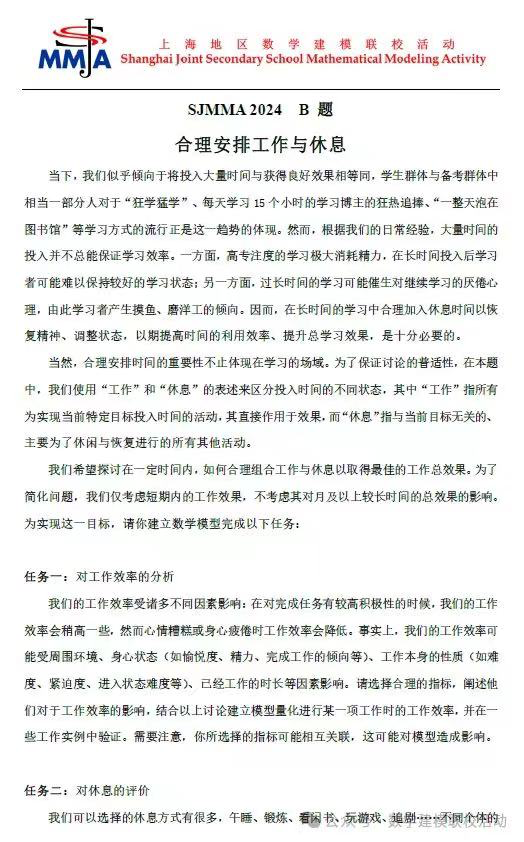 MMJA
上海地区数学建模联校活动
Shanghai Joint Secondary School Mathematical Modeling Activity
SJMMA 2024 B 题
合理安排工作与休息
当下，我们似乎倾向于将投入大量时间与获得良好效果相等同，学生群体与备考群体中
相当一部分人对于“狂学猛学”、每天学习 15 个小时的学习博主的狂热追捧、“一整天泡在
图书馆”等学习方式的流行正是这一趋势的体现。然而，根据我们的日常经验，大量时间的
投入并不总能保证学习效率。一方面，高专注度的学习极大消耗精力，在长时间投入后学习
者可能难以保持较好的学习状态；另一方面，过长时间的学习可能催生对继续学习的厌倦心
理，由此学习者产生摸鱼、磨洋工的倾向。因而，在长时间的学习中合理加入休息时间以恢
复精神、调整状态，以期提高时间的利用效率、提升总学习效果，是十分必要的。
当然，合理安排时间的重要性不止体现在学习的场域。为了保证讨论的普适性，在本题
中，我们使用“工作”和“休息”的表述来区分投入时间的不同状态，其中“工作”指所有
为实现当前特定目标投入时间的活动，其直接作用于效果，而“休息”指与当前目标无关的、
主要为了休闲与恢复进行的所有其他活动。
我们希望探讨在一定时间内，如何合理组合工作与休息以取得最佳的工作总效果。为了
简化问题，我们仅考虑短期内的工作效果，不考虑其对月及以上较长时间的总效果的影响。
为实现这一目标，请你建立数学模型完成以下任务：
任务一：对工作效率的分析
我们的工作效率受诸多不同因素影响：在对完成任务有较高积极性的时候，我们的工作
效率会稍高一些，然而心情糟糕或身心疲倦时工作效率会降低。事实上，我们的工作效率可
能受周围环境、身心状态（如愉悦度、精力、完成工作的倾向等）、工作本身的性质（如难
度、紧迫度、进入状态难度等）、已经工作的时长等因素影响。请选择合理的指标，阐述他
们对于工作效率的影响，结合以上讨论建立模型量化进行某一项工作时的工作效率，并在一
些工作实例中验证。需要注意，你所选择的指标可能相互关联，这可能对模型造成影响。
任务二：对休息的评价
我们可以选择的休息方式有很多，午睡、锻炼、看闲书、玩游戏、追剧……不同个体的
公众号·数学建模联校活动